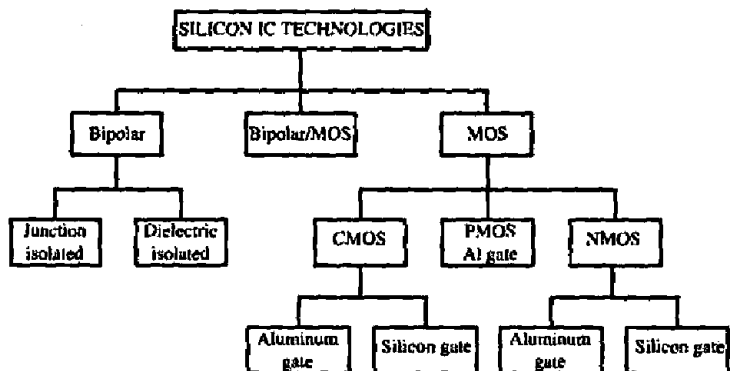 SILICON IC TECHNOLOGIES
Bipolar
Bipolar/MOS
MOS
Junction
isolated
Dielectric
isolated
CMOS
PMOS
Al gate
NMOS
Aluminum
gate
Silicon gate
Aluminum
gate
Silicon gate